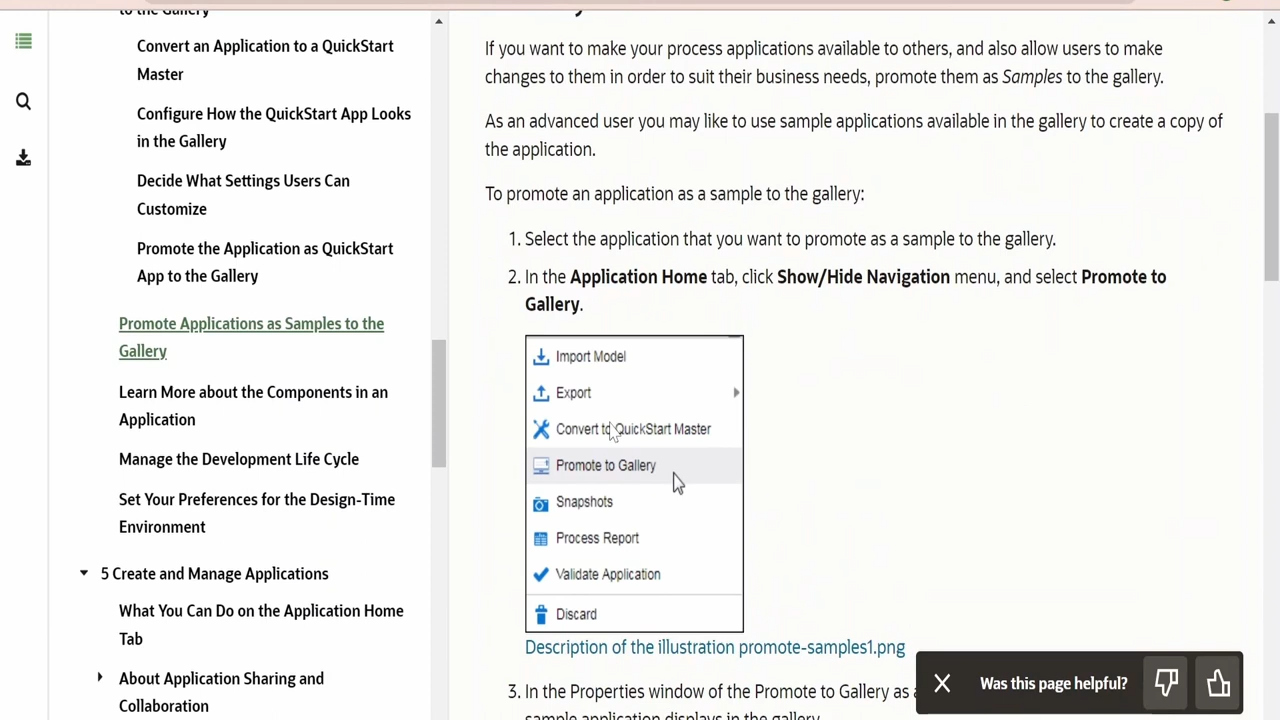 to the Gallery
Convert an Application to a QuickStart
Master
Configure How the QuickStart App Looks
in the Gallery
Decide What Settings Users Can
Customize
Promote the Application as QuickStart
App to the Gallery
Promote Applications as Samples to the
Gallery
Learn More about the Components in an
Application
Manage the Development Life Cycle
Set Your Preferences for the Design-Time
Environment
5 Create and Manage Applications
What You Can Do on the Application Home
Tab
About Application Sharing and
Collaboration
If you want to make your process applications available to others, and also allow users to make
changes to them in order to suit their business needs, promote them as Samples to the gallery.
As an advanced user you may like to use sample applications available in the gallery to create a copy of
the application.
To promote an application as a sample to the gallery:
1. Select the application that you want to promote as a sample to the gallery.
2. In the Application Home tab, click Show/Hide Navigation menu, and select Promote to
Gallery.
Import Model
Export
Convert to QuickStart Master
Promote to Gallery
Snapshots
Process Report
Validate Application
Discard
Description of the illustration promote-samples1.png
3. In the Properties window of the Promote to Gallery as
sample application displays in the gallery.
Was this page helpful?